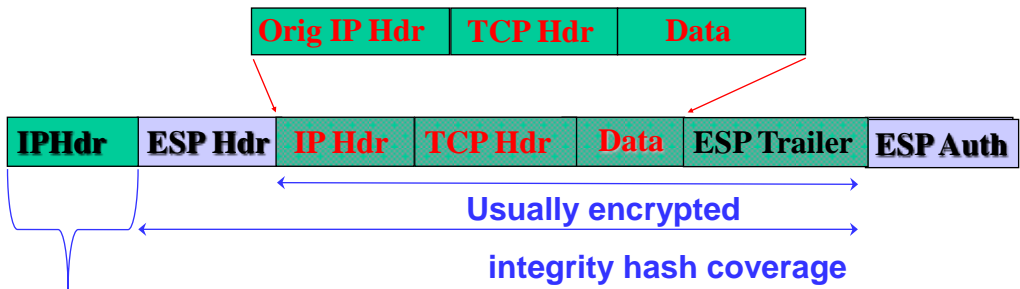 Orig IP Hdr TCP Hdr Data
IPHdr ESP Hdr IP Hdr TCP Hdr Data ESP Trailer ESP Auth
Usually encrypted
integrity hash coverage